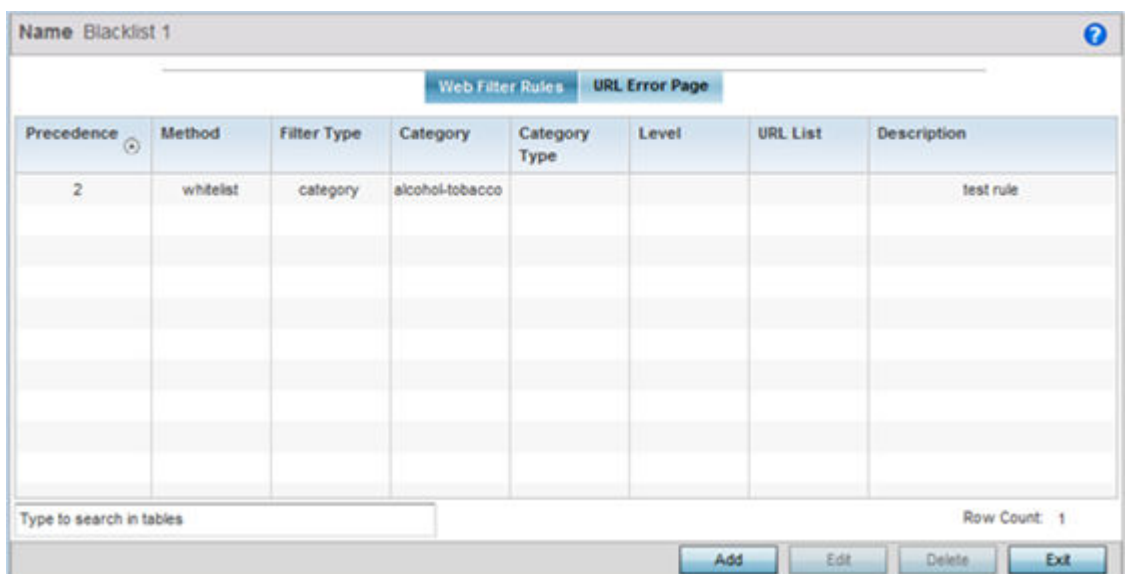 Name Blacklist 1 ?
Web Filter Rules URL Error Page
Precedence Method Filter Type Category Category Type Level URL List Description
2 whitelist category alcohol-tobacco test rule
Type to search in tables Row Count: 1
Add Edit Delete Exit